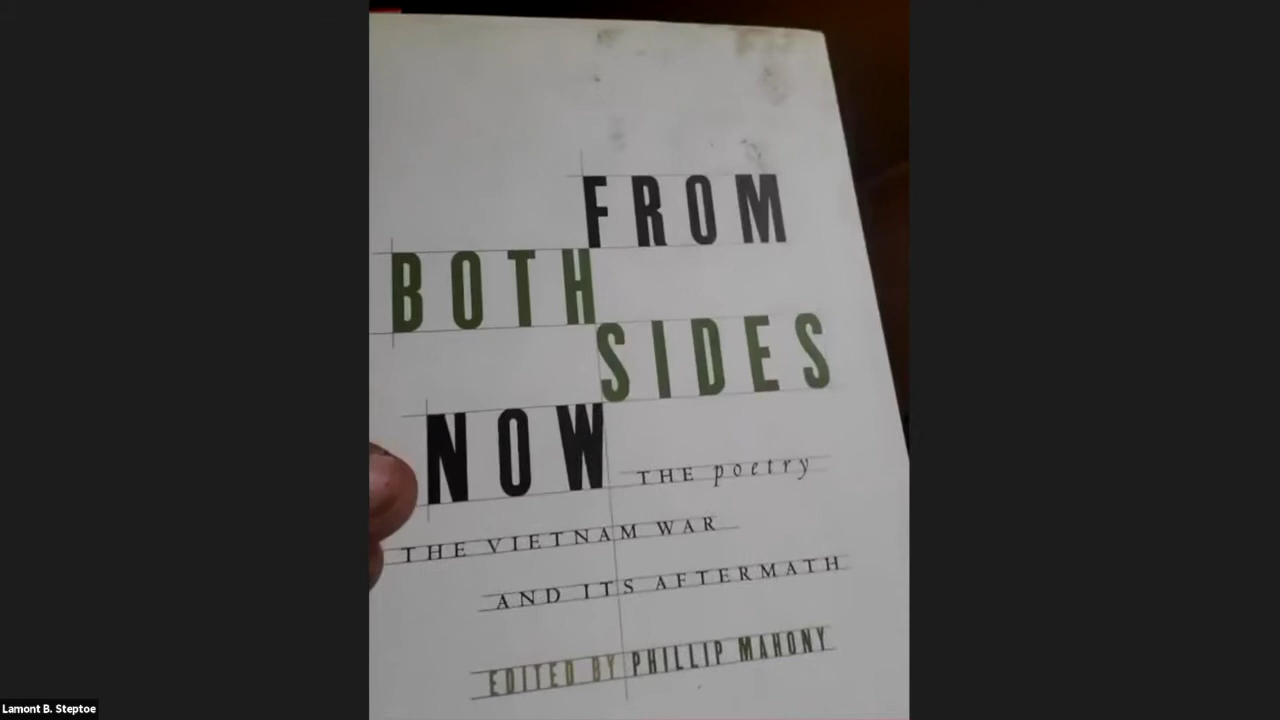 FROM
BOTH
SIDES
NOW
THE poetry
THE VIETNAM WAR
AND ITS AFTERMATH
EDITED BY PHILLIP MAHONY
Lamont B. Steptoe